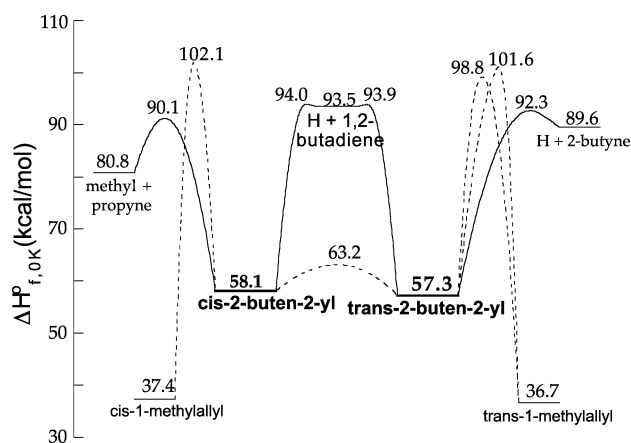 110
90
70
50
30
ΔH°f,0K(kcal/mol)
102.1
90.1
80.8
methyl +
propyne
94.0 93.5 93.9
H + 1,2-
butadiene
98.8 101.6
92.3
89.6
H + 2-butyne
63.2
58.1
cis-2-buten-2-yl
57.3
trans-2-buten-2-yl
37.4
cis-1-methylallyl
36.7
trans-1-methylallyl